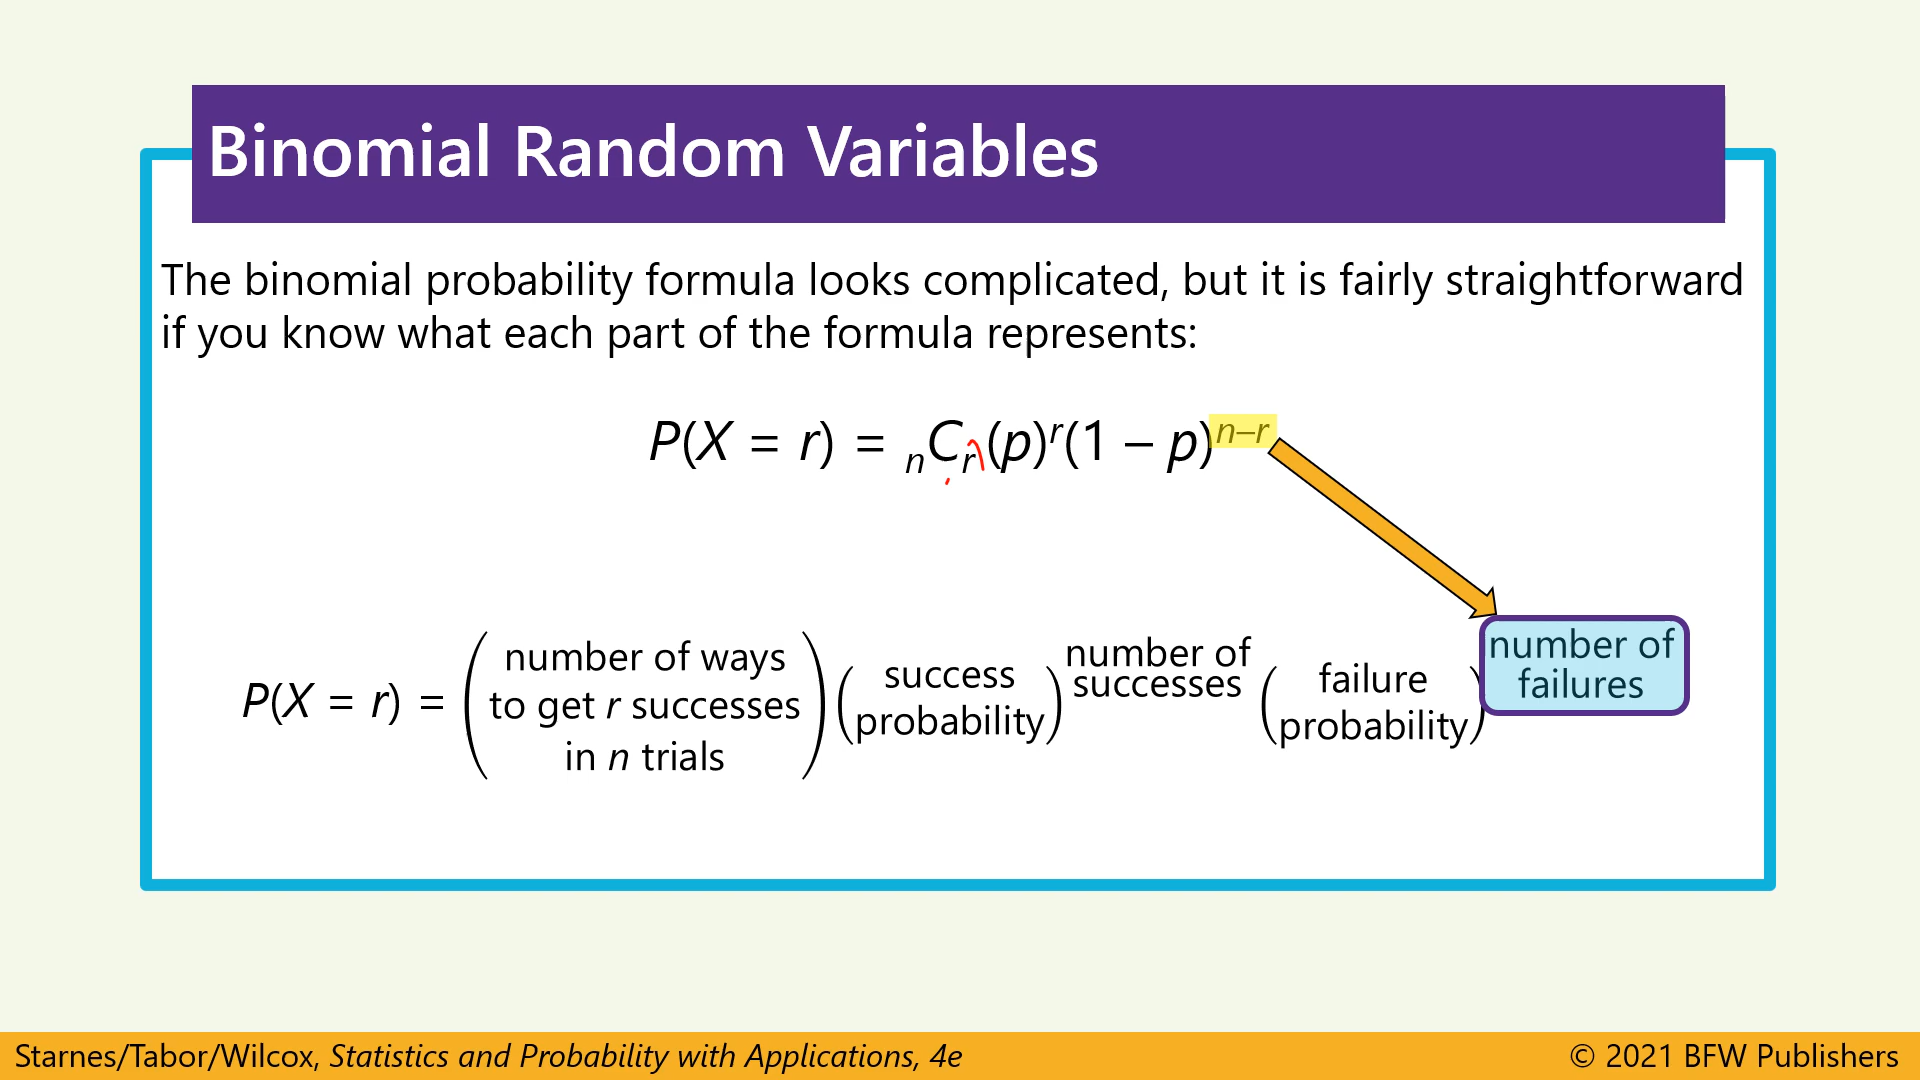 Binomial Random Variables
The binomial probability formula looks complicated, but it is fairly straightforward
if you know what each part of the formula represents:
P(X = r) = ₙCᵣ(p)ʳ(1 – p)ⁿ⁻ʳ
P(X = r) = (number of ways to get r successes in n trials)(success probability)^number of successes (failure probability)^number of failures
Starnes/Tabor/Wilcox, Statistics and Probability with Applications, 4e
© 2021 BFW Publishers